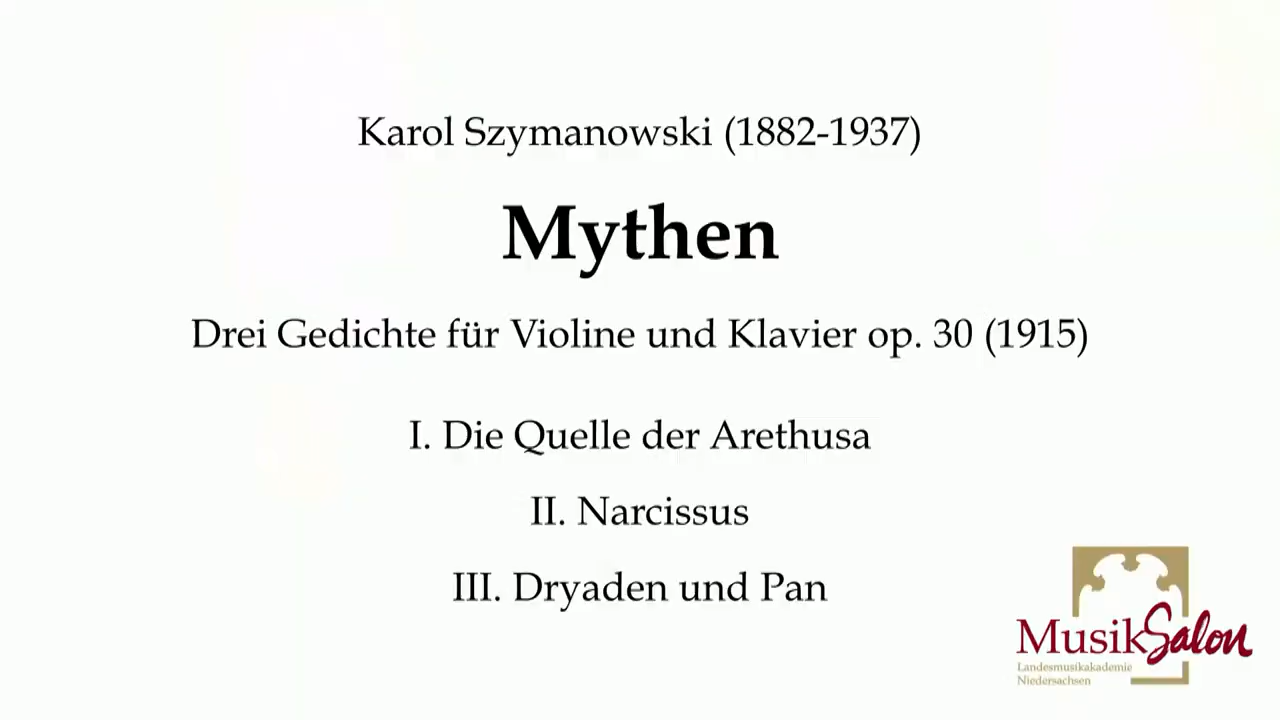 Karol Szymanowski (1882-1937)
Mythen
Drei Gedichte für Violine und Klavier op. 30 (1915)
I. Die Quelle der Arethusa
II. Narcissus
III. Dryaden und Pan
MusikSalon
Landesmusikakademie
Niedersachsen